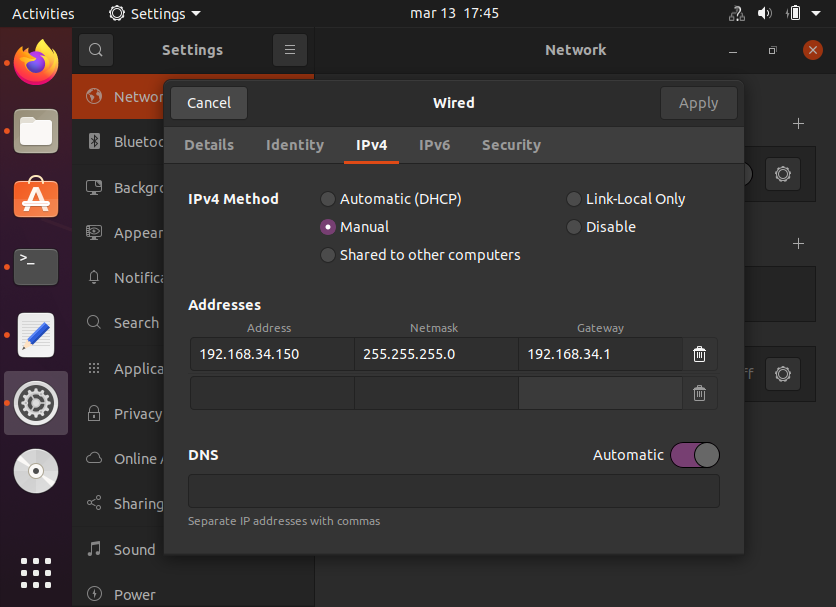 Activities Settings mar 13 17:45
Settings Network
Cancel Wired Apply
Details Identity IPv4 IPv6 Security
IPv4 Method Automatic (DHCP) Link-Local Only
Manual Disable
Shared to other computers
Addresses
Address Netmask Gateway
192.168.34.150 255.255.255.0 192.168.34.1
DNS Automatic
Separate IP addresses with commas
Networ
Bluetoo
Backgro
Appear
Notifica
Search
Applica
Privacy
Online A
Sharing
Sound
Power
ff
>_